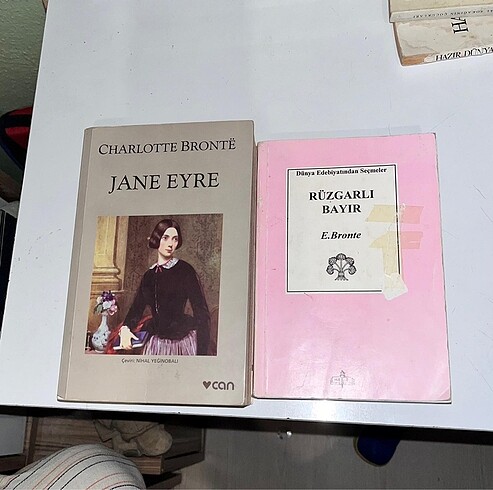 CHARLOTTE BRONTË
JANE EYRE
Çeviri: NİHAL YEĞİNOBALI
can
Dünya Edebiyatından Seçmeler
RÜZGARLI
BAYIR
E.Bronte
HAZIR DÜNYA